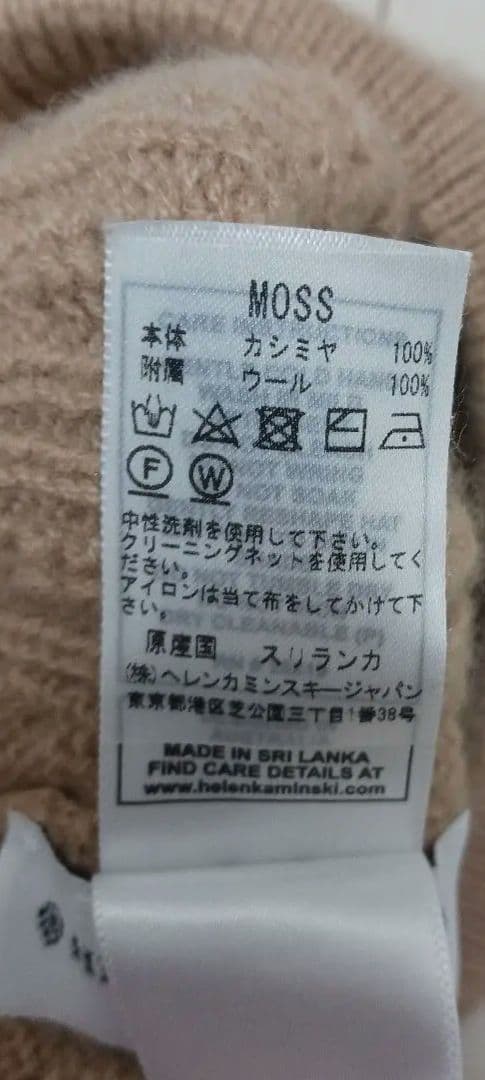 MOSS
本体 カシミヤ 100%
附属 ウール 100%
F W
中性洗剤を使用して下さい。
クリーニングネットを使用してく
ださい。
アイロンは当て布をしてかけて下
さい。
原産国 スリランカ
(株)ヘレンカミンスキージャパン
東京都港区芝公園三丁目1番38号
MADE IN SRI LANKA
FIND CARE DETAILS AT
www.helenkaminski.com